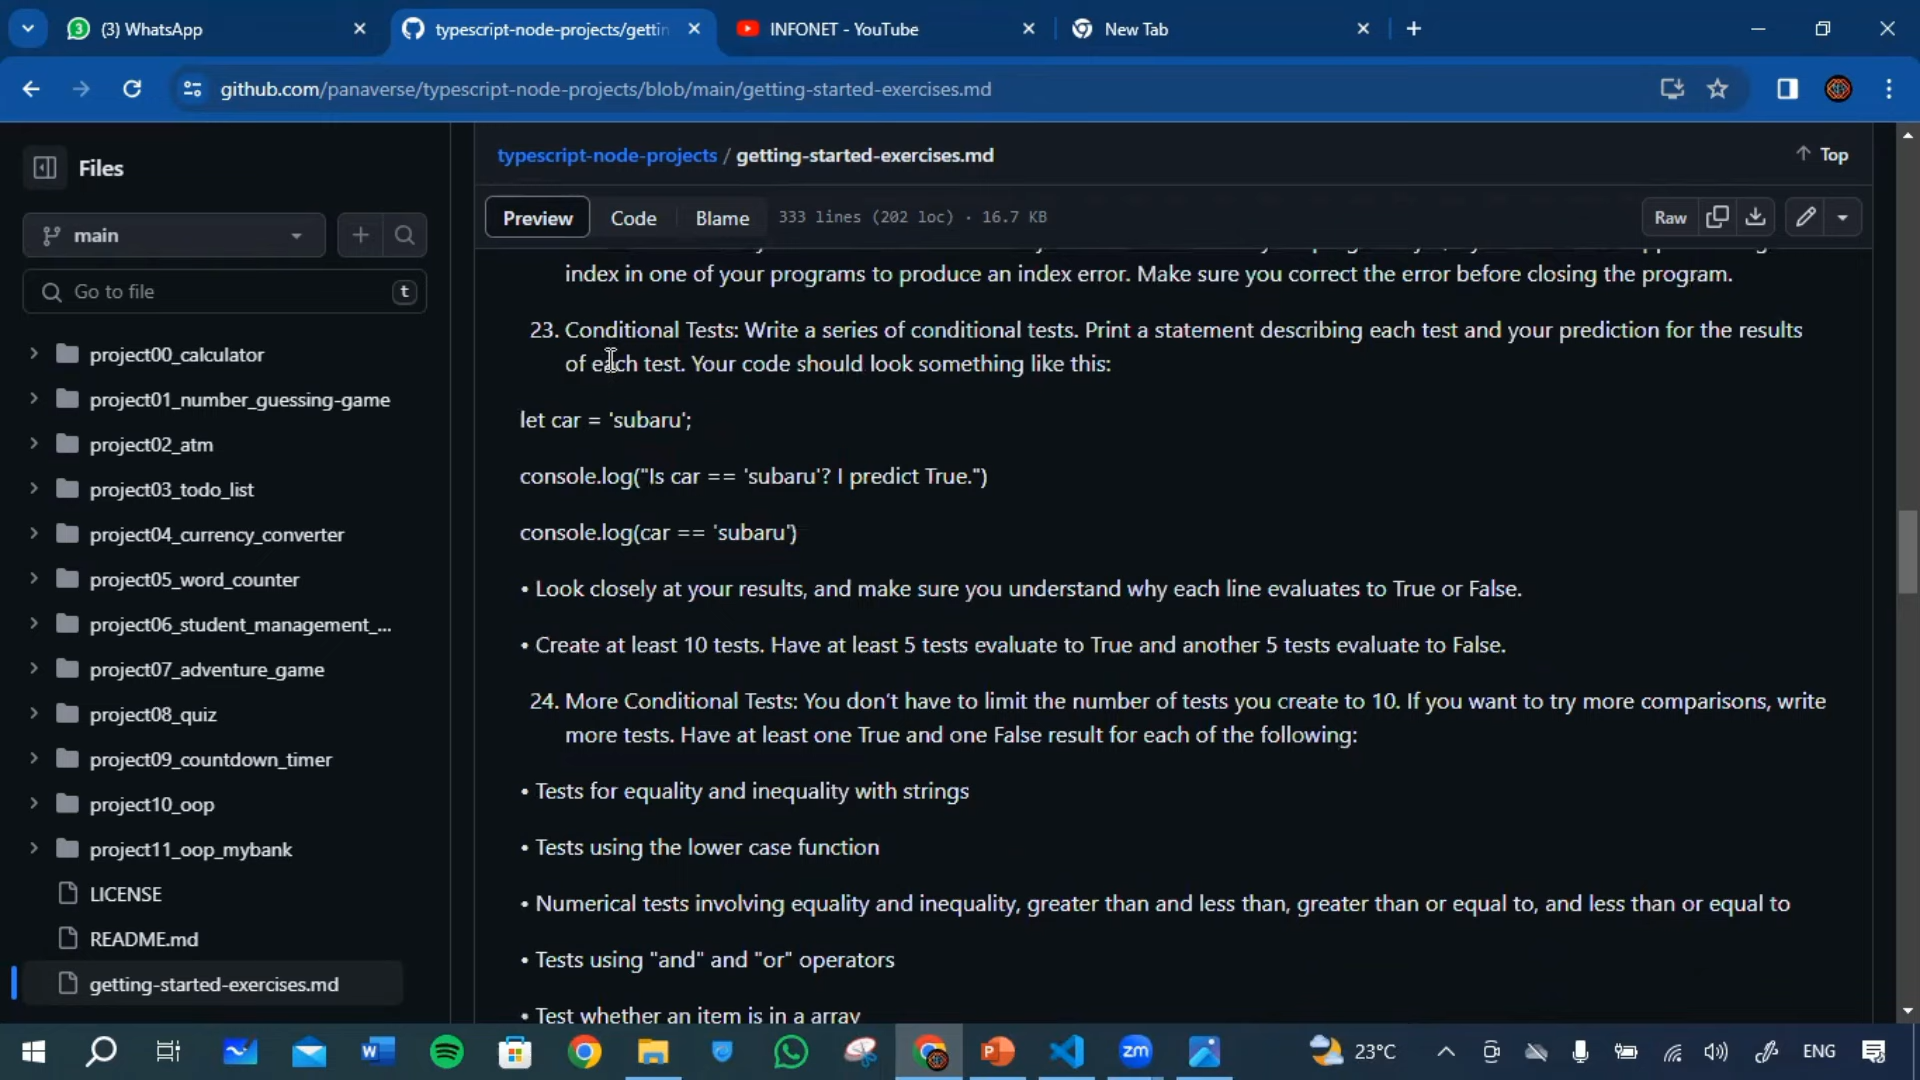 (3) WhatsApp
typescript-node-projects/gettin
INFONET - YouTube
New Tab
github.com/panaverse/typescript-node-projects/blob/main/getting-started-exercises.md
Files
main
Go to file
t
project00_calculator
project01_number_guessing-game
project02_atm
project03_todo_list
project04_currency_converter
project05_word_counter
project06_student_management_...
project07_adventure_game
project08_quiz
project09_countdown_timer
project10_oop
project11_oop_mybank
LICENSE
README.md
getting-started-exercises.md
typescript-node-projects / getting-started-exercises.md
Top
Preview Code Blame 333 lines (202 loc) · 16.7 KB
Raw
index in one of your programs to produce an index error. Make sure you correct the error before closing the program.
23. Conditional Tests: Write a series of conditional tests. Print a statement describing each test and your prediction for the results
of each test. Your code should look something like this:
let car = 'subaru';
console.log("Is car == 'subaru'? I predict True.")
console.log(car == 'subaru')
• Look closely at your results, and make sure you understand why each line evaluates to True or False.
• Create at least 10 tests. Have at least 5 tests evaluate to True and another 5 tests evaluate to False.
24. More Conditional Tests: You don't have to limit the number of tests you create to 10. If you want to try more comparisons, write
more tests. Have at least one True and one False result for each of the following:
• Tests for equality and inequality with strings
• Tests using the lower case function
• Numerical tests involving equality and inequality, greater than and less than, greater than or equal to, and less than or equal to
• Tests using "and" and "or" operators
• Test whether an item is in a array
23°C
ENG